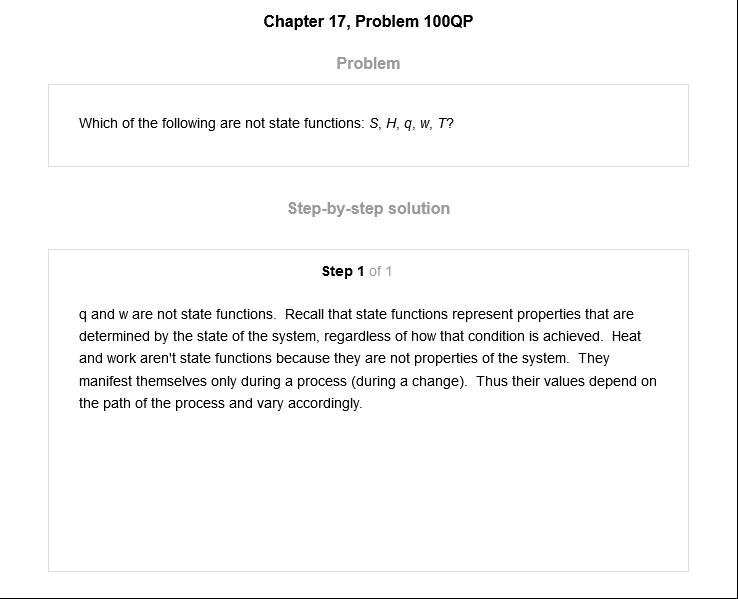 Chapter 17, Problem 100QP
Problem
Which of the following are not state functions: S, H, q, w, T?
Step-by-step solution
Step 1 of 1
q and w are not state functions.  Recall that state functions represent properties that are
determined by the state of the system, regardless of how that condition is achieved.  Heat
and work aren't state functions because they are not properties of the system.  They
manifest themselves only during a process (during a change).  Thus their values depend on
the path of the process and vary accordingly.